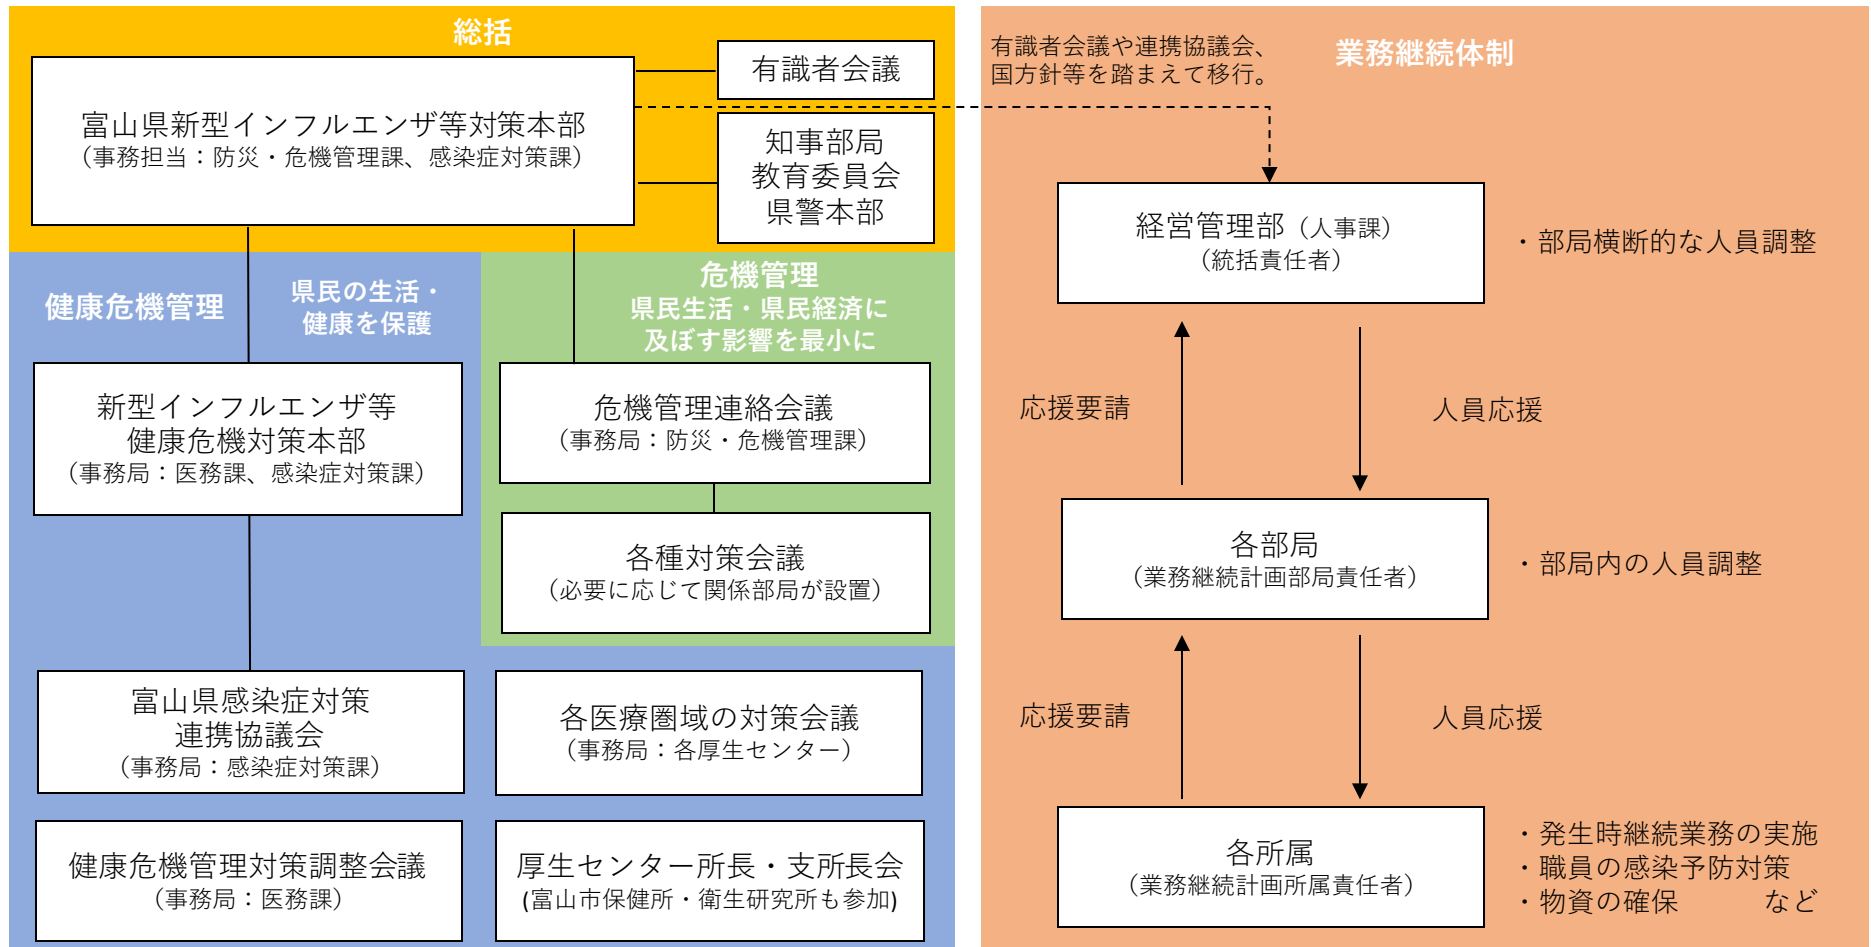 総括
富山県新型インフルエンザ等対策本部
（事務担当：防災・危機管理課、感染症対策課）
有識者会議
知事部局
教育委員会
県警本部
健康危機管理
県民の生活・
健康を保護
危機管理
県民生活・県民経済に
及ぼす影響を最小に
新型インフルエンザ等
健康危機対策本部
（事務局：医務課、感染症対策課）
危機管理連絡会議
（事務局：防災・危機管理課）
各種対策会議
（必要に応じて関係部局が設置）
富山県感染症対策
連携協議会
（事務局：感染症対策課）
各医療圏域の対策会議
（事務局：各厚生センター）
健康危機管理対策調整会議
（事務局：医務課）
厚生センター所長・支所長会
(富山市保健所・衛生研究所も参加)
有識者会議や連携協議会、
国方針等を踏まえて移行。
業務継続体制
経営管理部（人事課）
（統括責任者）
・部局横断的な人員調整
応援要請
人員応援
各部局
（業務継続計画部局責任者）
・部局内の人員調整
応援要請
人員応援
各所属
（業務継続計画所属責任者）
・発生時継続業務の実施
・職員の感染予防対策
・物資の確保　　　など